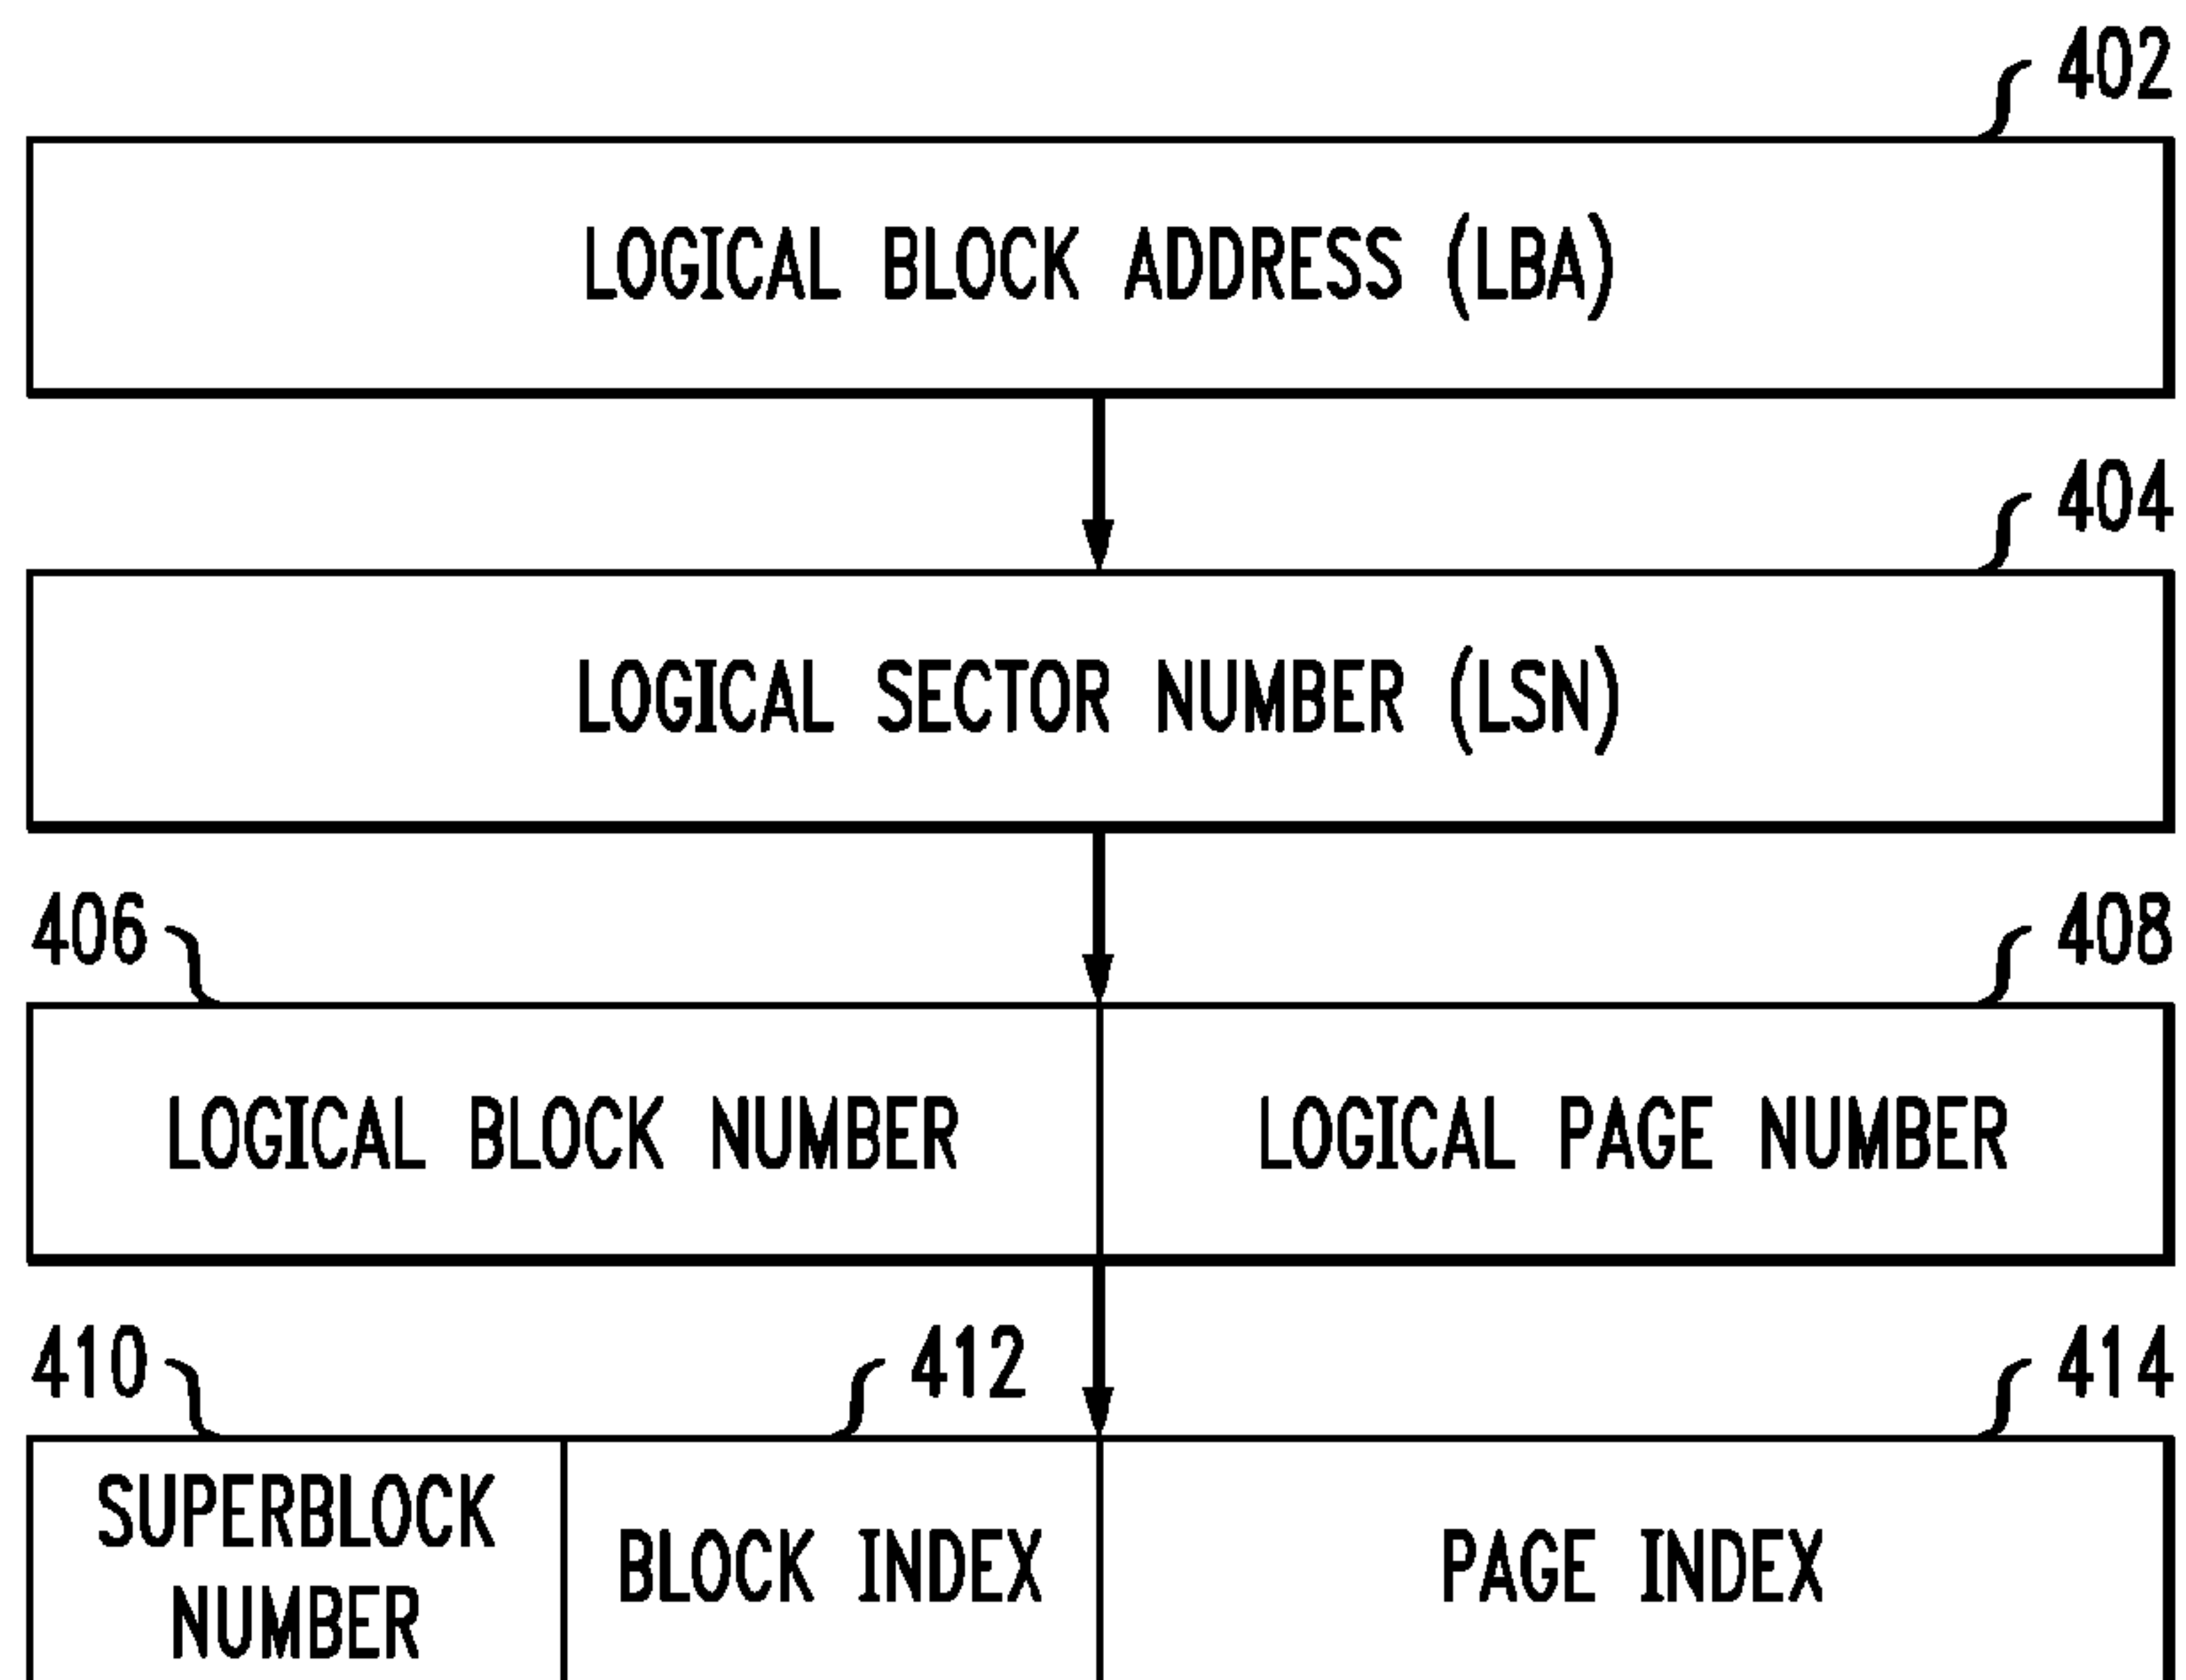 402
LOGICAL BLOCK ADDRESS (LBA)
404
LOGICAL SECTOR NUMBER (LSN)
406
408
LOGICAL BLOCK NUMBER
LOGICAL PAGE NUMBER
410
412
414
SUPERBLOCK
NUMBER
BLOCK INDEX
PAGE INDEX